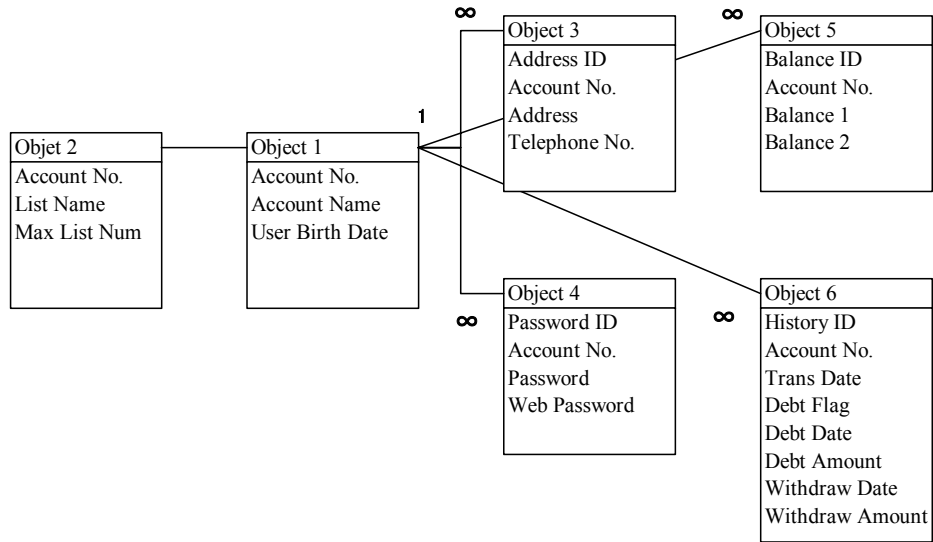 Objet 2
Account No.
List Name
Max List Num
Object 1
Account No.
Account Name
User Birth Date
1
∞
Object 3
Address ID
Account No.
Address
Telephone No.
∞
Object 4
Password ID
Account No.
Password
Web Password
∞
Object 5
Balance ID
Account No.
Balance 1
Balance 2
∞
Object 6
History ID
Account No.
Trans Date
Debt Flag
Debt Date
Debt Amount
Withdraw Date
Withdraw Amount